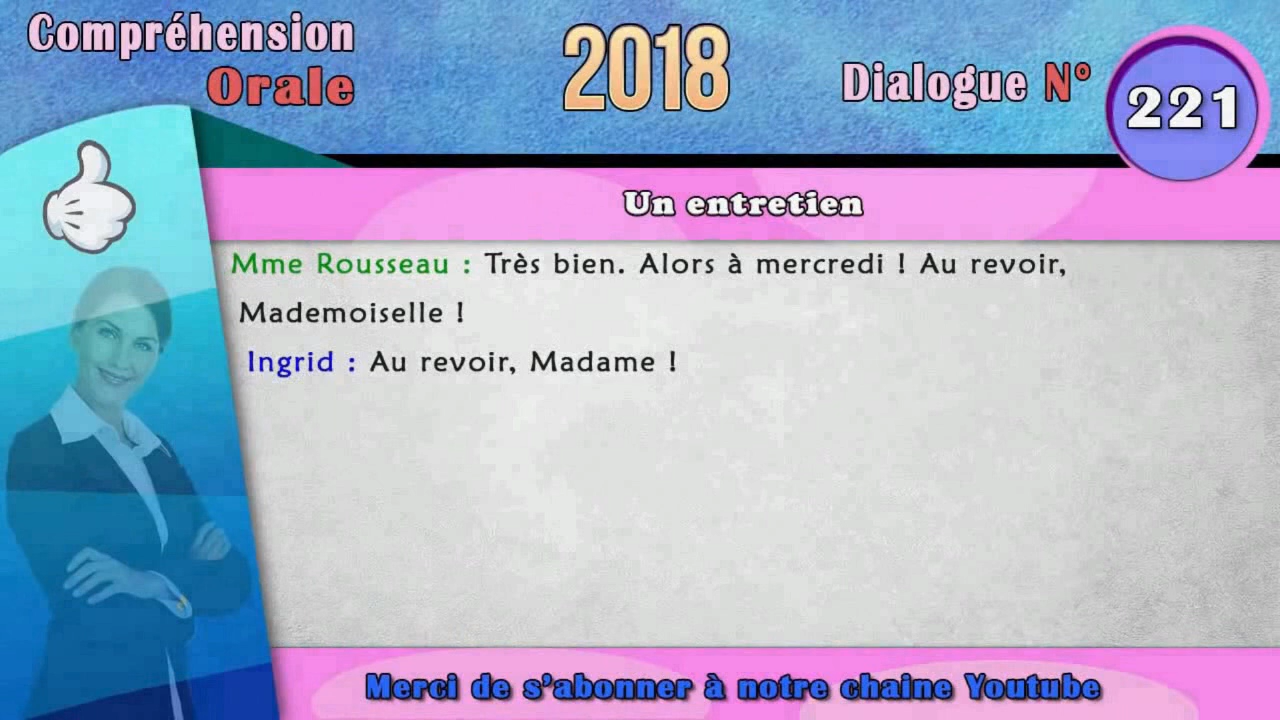 Compréhension
Orale
2018
Dialogue N°
221
Un entretien
Mme Rousseau : Très bien. Alors à mercredi ! Au revoir,
Mademoiselle !
Ingrid : Au revoir, Madame !
Merci de s'abonner à notre chaine Youtube